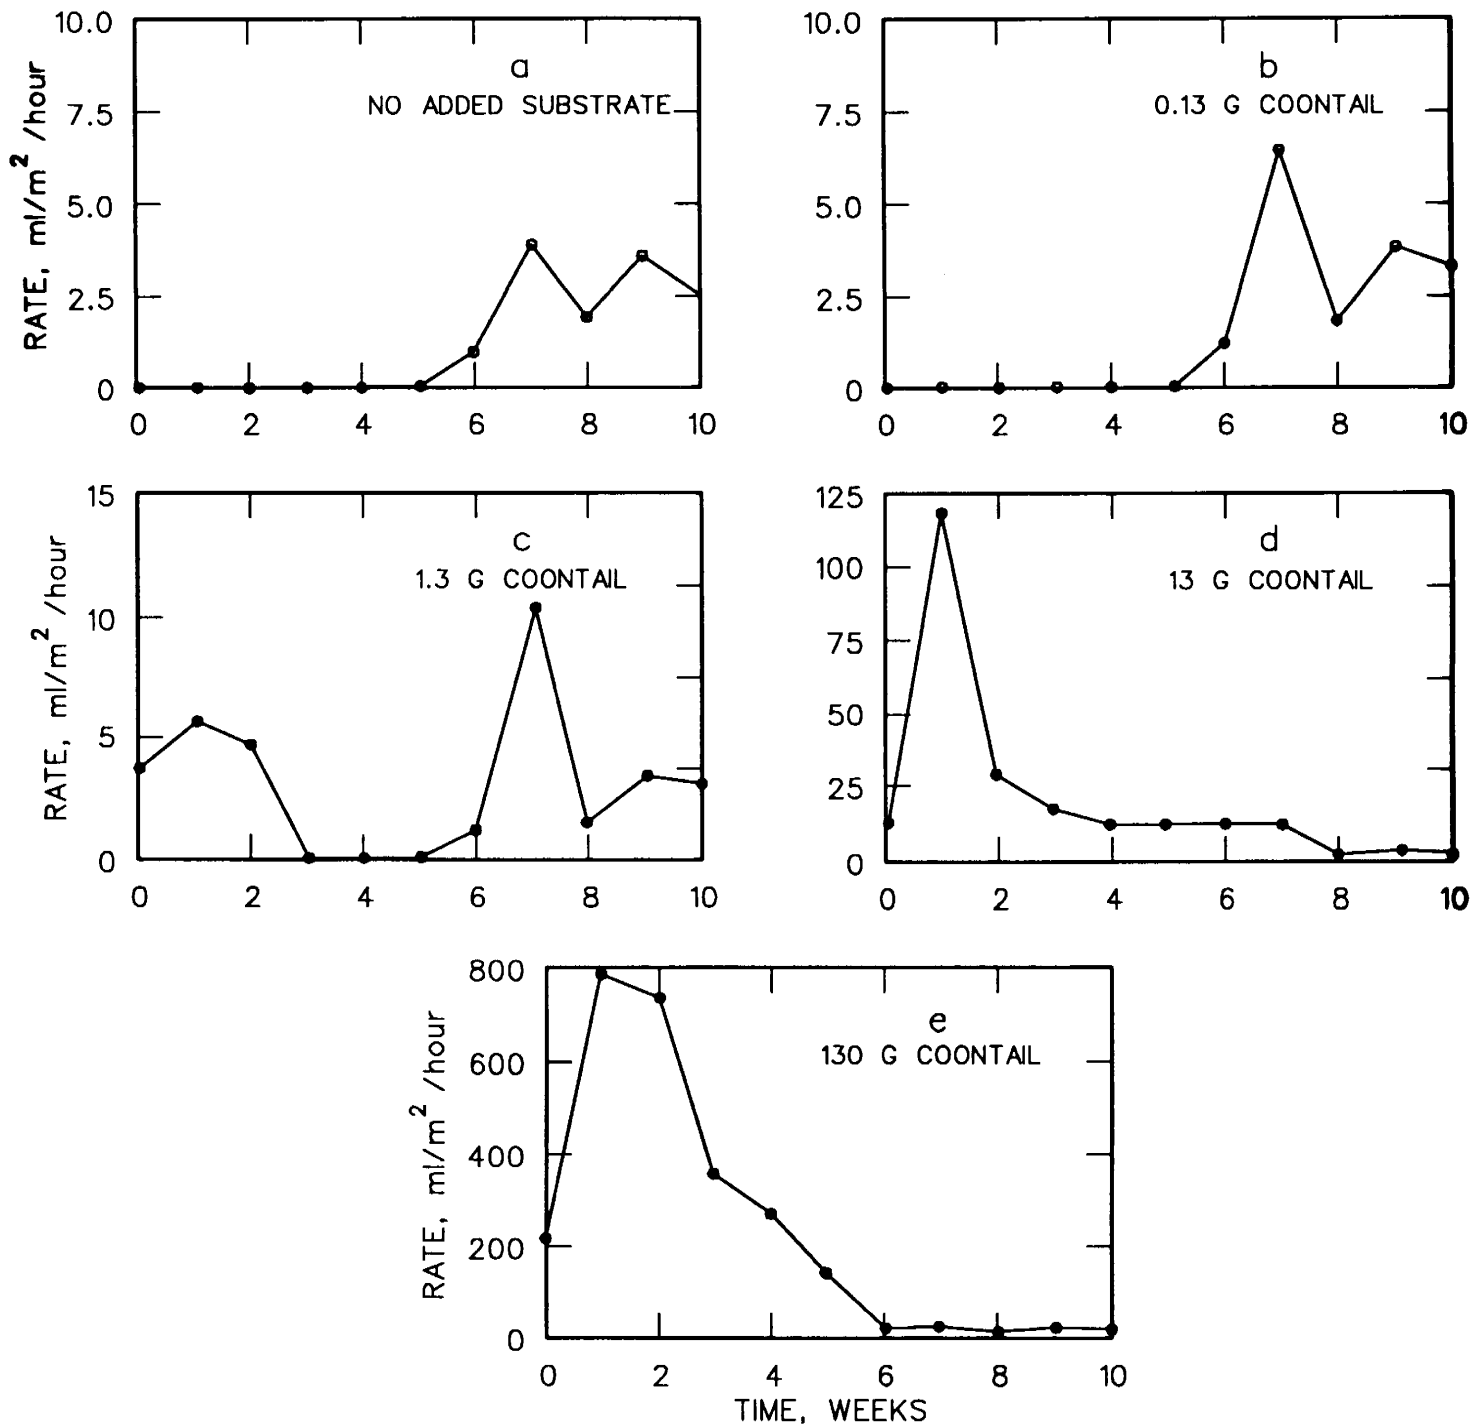 a
NO ADDED SUBSTRATE
RATE, ml/m²/hour
10.0
7.5
5.0
2.5
0
0 2 4 6 8 10
b
0.13 G COONTAIL
10.0
7.5
5.0
2.5
0
0 2 4 6 8 10
c
1.3 G COONTAIL
RATE, ml/m²/hour
15
10
5
0
0 2 4 6 8 10
d
13 G COONTAIL
125
100
75
50
25
0
0 2 4 6 8 10
e
130 G COONTAIL
RATE, ml/m²/hour
800
600
400
200
0
0 2 4 6 8 10
TIME, WEEKS